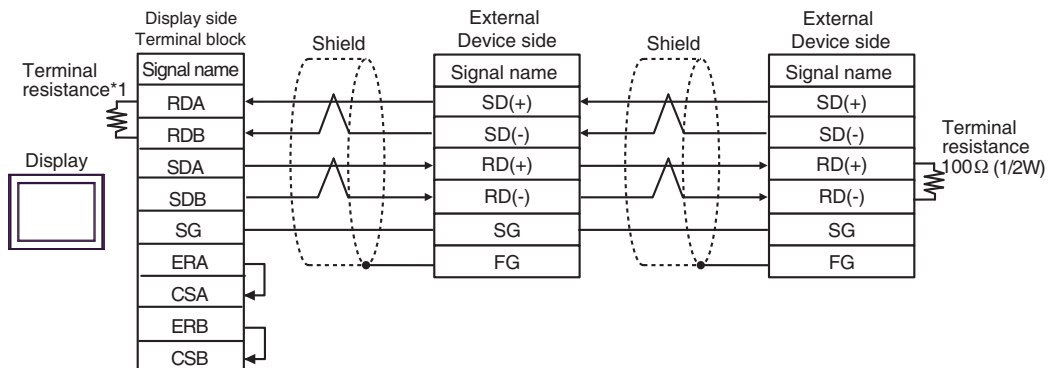 Display side
Terminal block
Signal name
RDA
RDB
SDA
SDB
SG
ERA
CSA
ERB
CSB
Terminal
resistance*1
Display
Shield
External
Device side
Signal name
SD(+)
SD(-)
RD(+)
RD(-)
SG
FG
Shield
External
Device side
Signal name
SD(+)
SD(-)
RD(+)
RD(-)
SG
FG
Terminal
resistance
100Ω (1/2W)